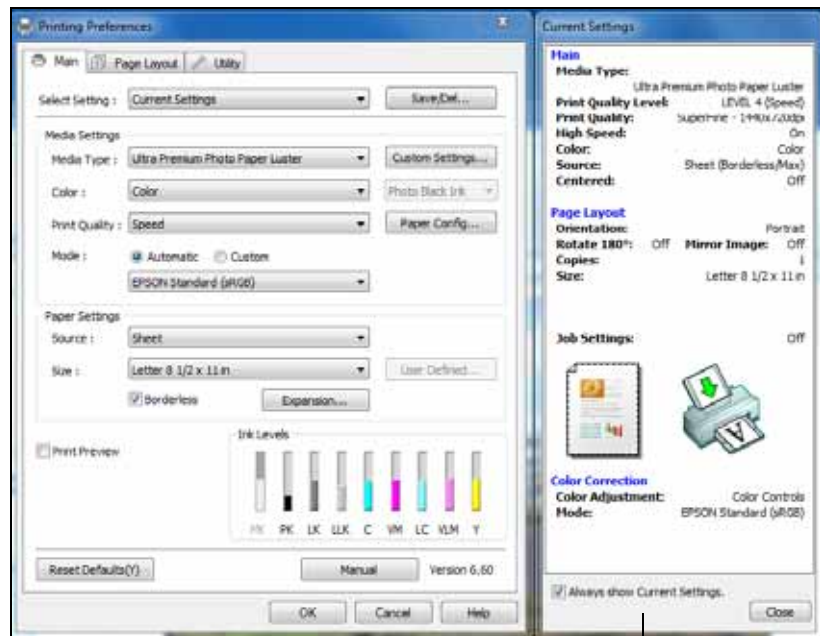 Printing Preferences
Main Page Layout Utility
Select Setting : Current Settings Save/Del...
Media Settings
Media Type : Ultra Premium Photo Paper Luster Custom Settings...
Color : Color Photo Black Ink
Print Quality : Speed Paper Config...
Mode : Automatic Custom
EPSON Standard (sRGB)
Paper Settings
Source : Sheet
Size : Letter 8 1/2 x 11 in User Defined...
Borderless Expansion...
Print Preview
Ink Levels
MK PK LK LLK C VM LC VLM Y
Reset Defaults(Y) Manual Version 6.60
OK Cancel Help
Current Settings
Main
Media Type:
Ultra Premium Photo Paper Luster
Print Quality Level: LEVEL 4 (Speed)
Print Quality: SuperFine - 1440x720dpi
High Speed: On
Color: Color
Source: Sheet (Borderless/Max)
Centered: Off
Page Layout
Orientation: Portrait
Rotate 180°: Off Mirror Image: Off
Copies: 1
Size: Letter 8 1/2 x 11 in
Job Settings: Off
Color Correction
Color Adjustment: Color Controls
Mode: EPSON Standard (sRGB)
Always show Current Settings.
Close